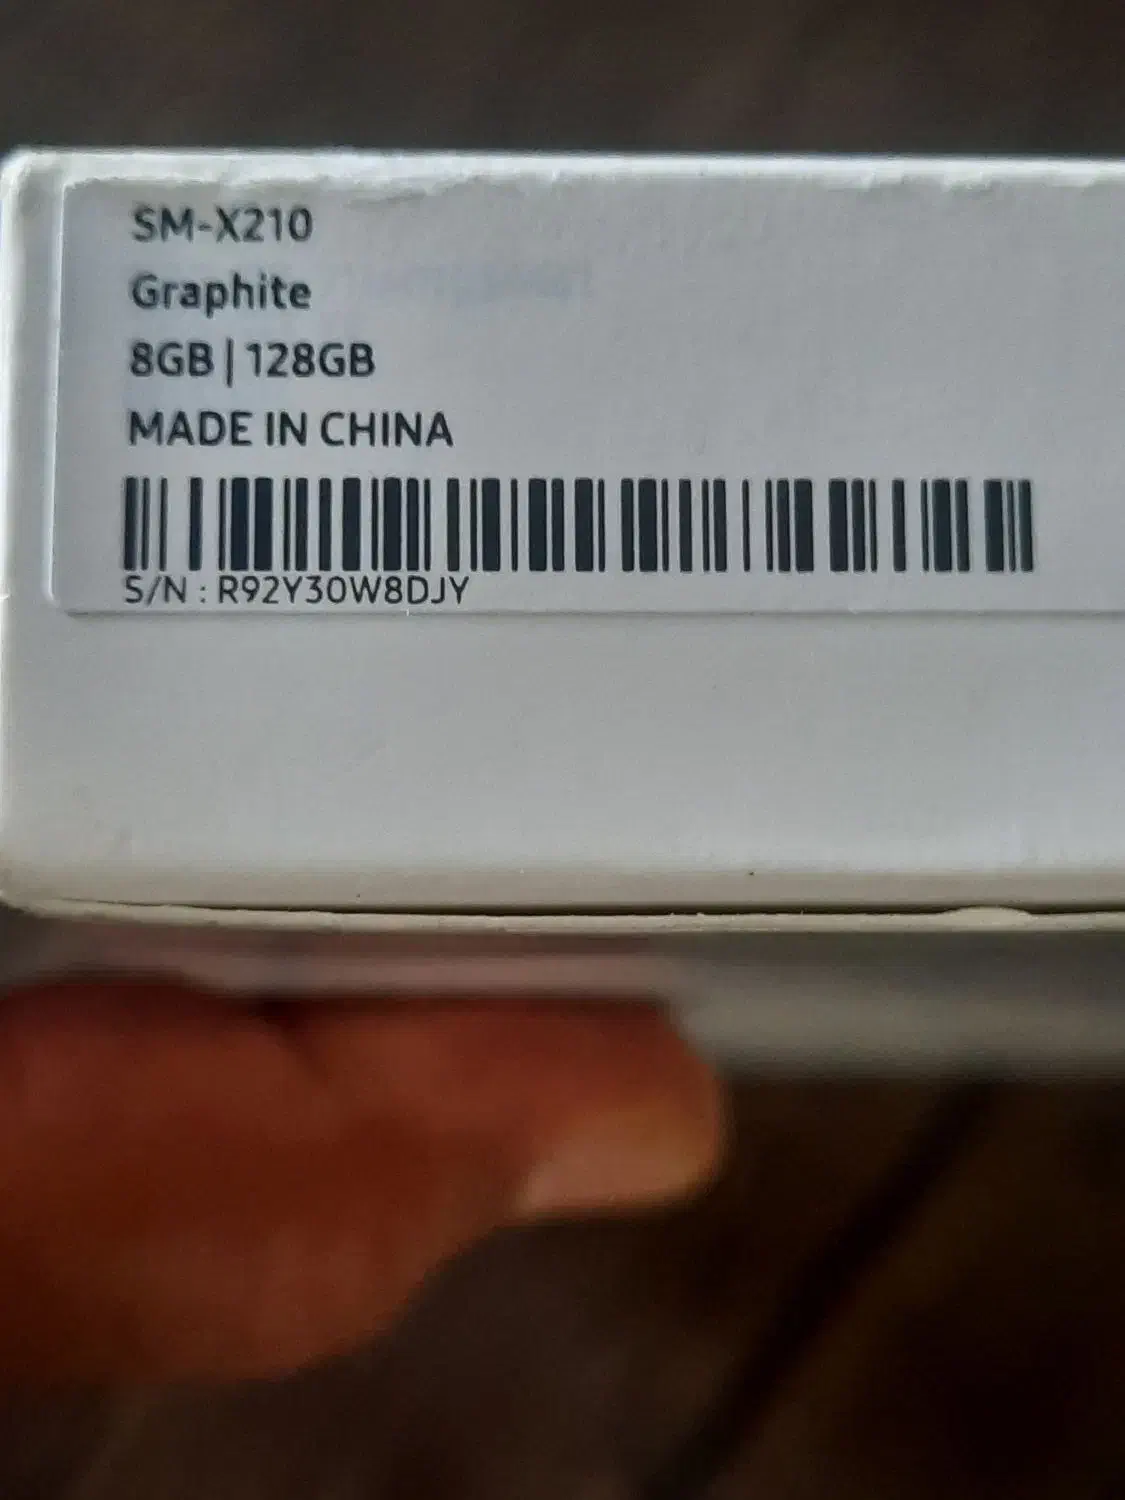 SM-X210
Graphite
8GB | 128GB
MADE IN CHINA
S/N : R92Y30W8DJY